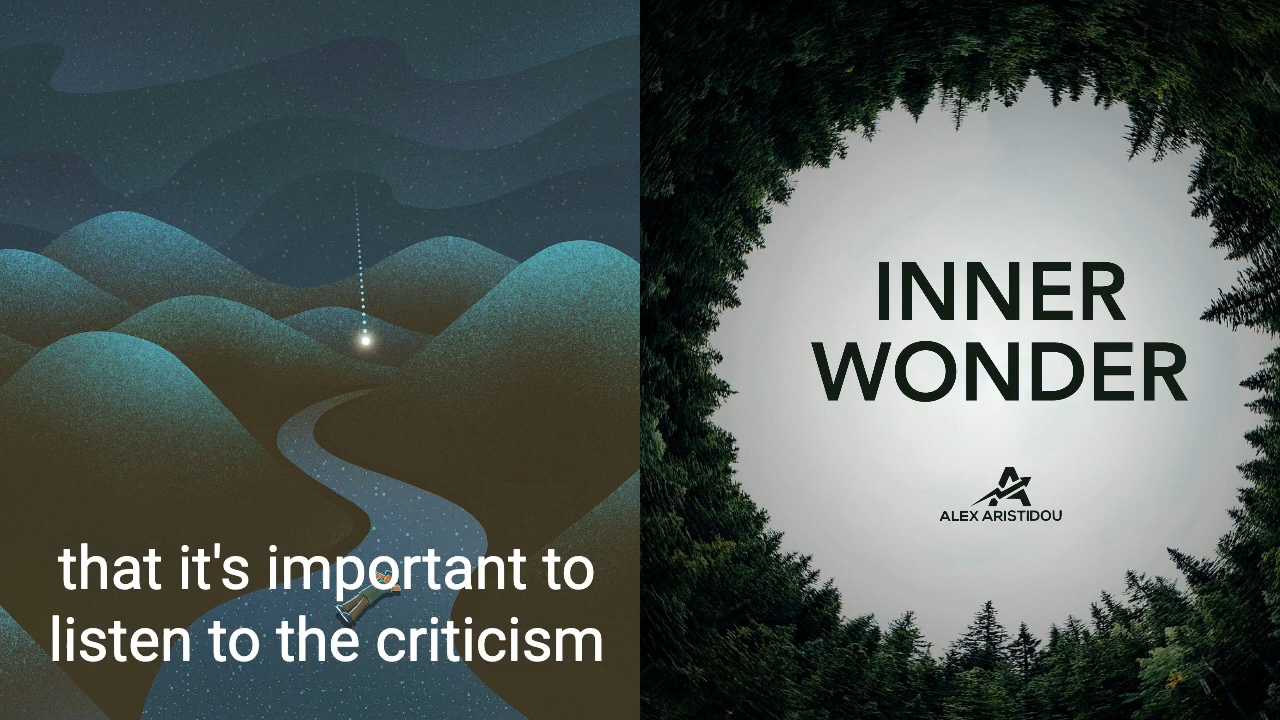 that it's important to
listen to the criticism
INNER
WONDER
ALEX ARISTIDOU